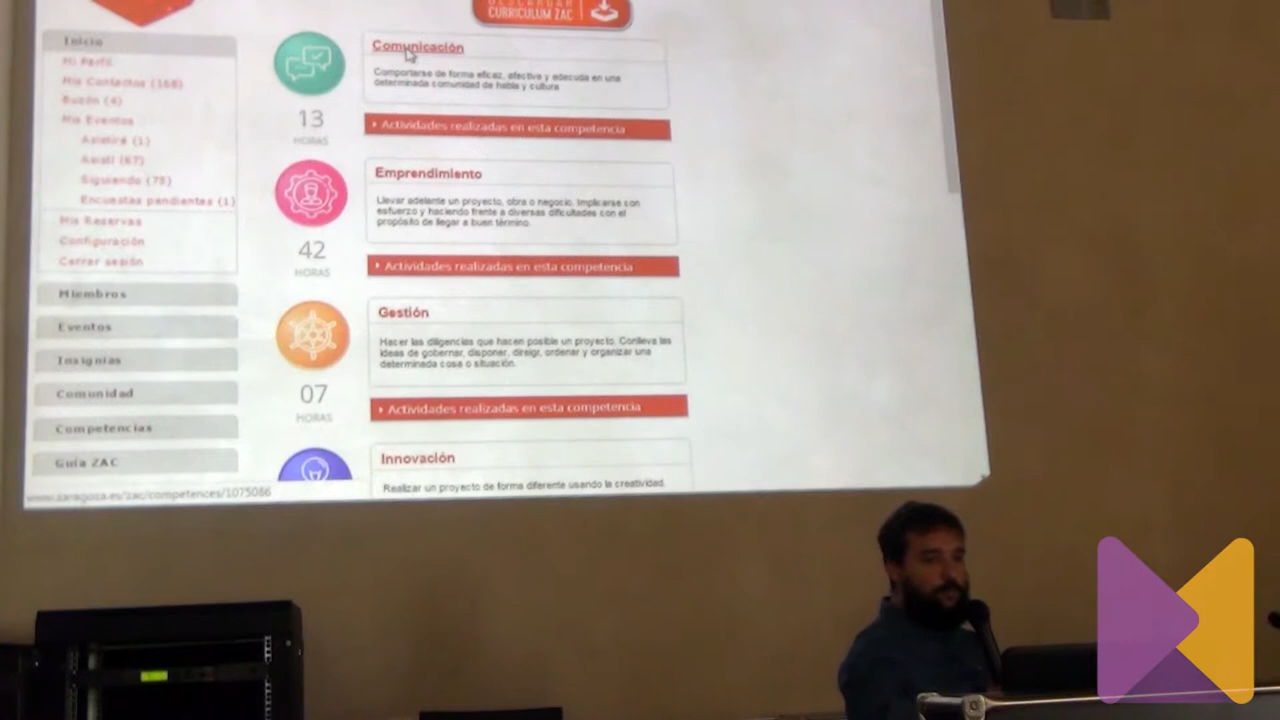 DESCARGAR
CURRICULUM ZAC
Inicio
Mi Perfil
Mis Contactos (168)
Buzón (4)
Mis Eventos
Asistiré (1)
Asistí (67)
Siguiendo (75)
Encuestas pendientes (1)
Mis Reservas
Configuración
Cerrar sesión
Miembros
Eventos
Insignias
Comunidad
Competencias
Guía ZAC
Comunicación
Comportarse de forma eficaz, efectiva y adecuda en una
determinada comunidad de habla y cultura
13
HORAS
Actividades realizadas en esta competencia
Emprendimiento
Llevar adelante un proyecto, obra o negocio. Implicarse con
esfuerzo y haciendo frente a diversas dificultades con el
propósito de llegar a buen término.
42
HORAS
Actividades realizadas en esta competencia
Gestión
Hacer las diligencias que hacen posible un proyecto. Conlleva las
ideas de gobernar, disponer, direigr, ordenar y organizar una
determinada cosa o situación.
07
HORAS
Actividades realizadas en esta competencia
Innovación
Realizar un proyecto de forma diferente usando la creatividad.
www.zaragoza.es/zac/competences/1075066